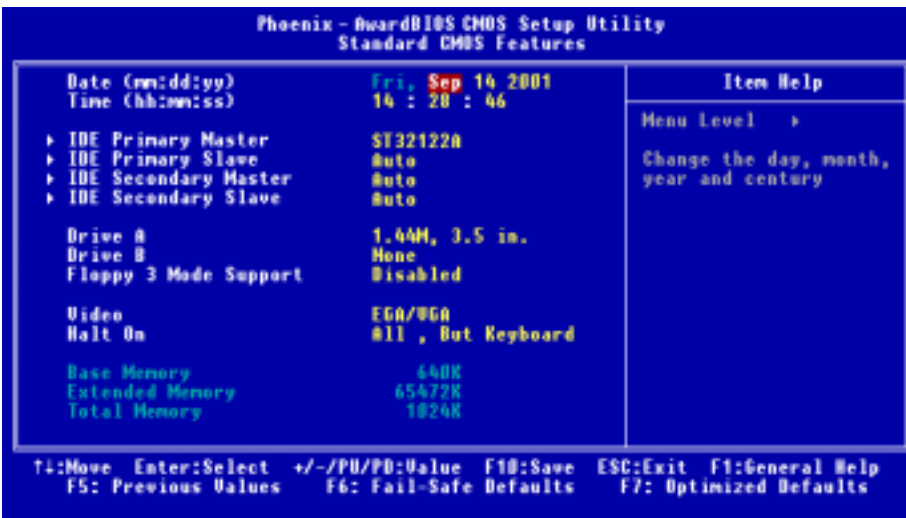 Phoenix - AwardBIOS CMOS Setup Utility
Standard CMOS Features
Date (mm:dd:yy) Fri, Sep 14 2001
Time (hh:mm:ss) 14 : 28 : 46
IDE Primary Master ST32122A
IDE Primary Slave Auto
IDE Secondary Master Auto
IDE Secondary Slave Auto
Drive A 1.44M, 3.5 in.
Drive B None
Floppy 3 Mode Support Disabled
Video EGA/VGA
Halt On All , But Keyboard
Base Memory 640K
Extended Memory 65472K
Total Memory 1024K
Item Help
Menu Level
Change the day, month,
year and century
↑↓:Move Enter:Select +/-/PU/PD:Value F10:Save ESC:Exit F1:General Help
F5: Previous Values F6: Fail-Safe Defaults F7: Optimized Defaults